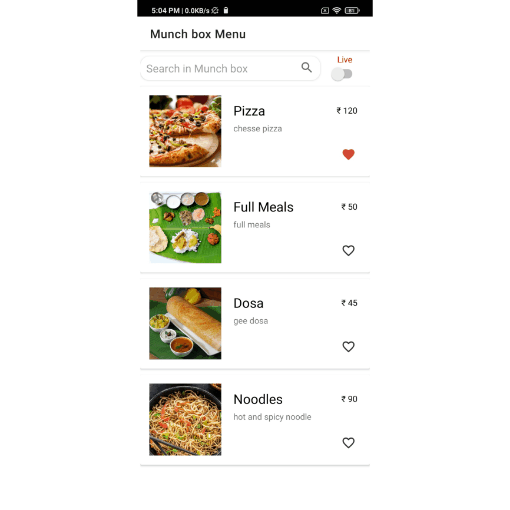 5:04 PM | 0.0KB/s
Munch box Menu
Search in Munch box
Live
Pizza
₹ 120
chesse pizza
Full Meals
₹ 50
full meals
Dosa
₹ 45
gee dosa
Noodles
₹ 90
hot and spicy noodle